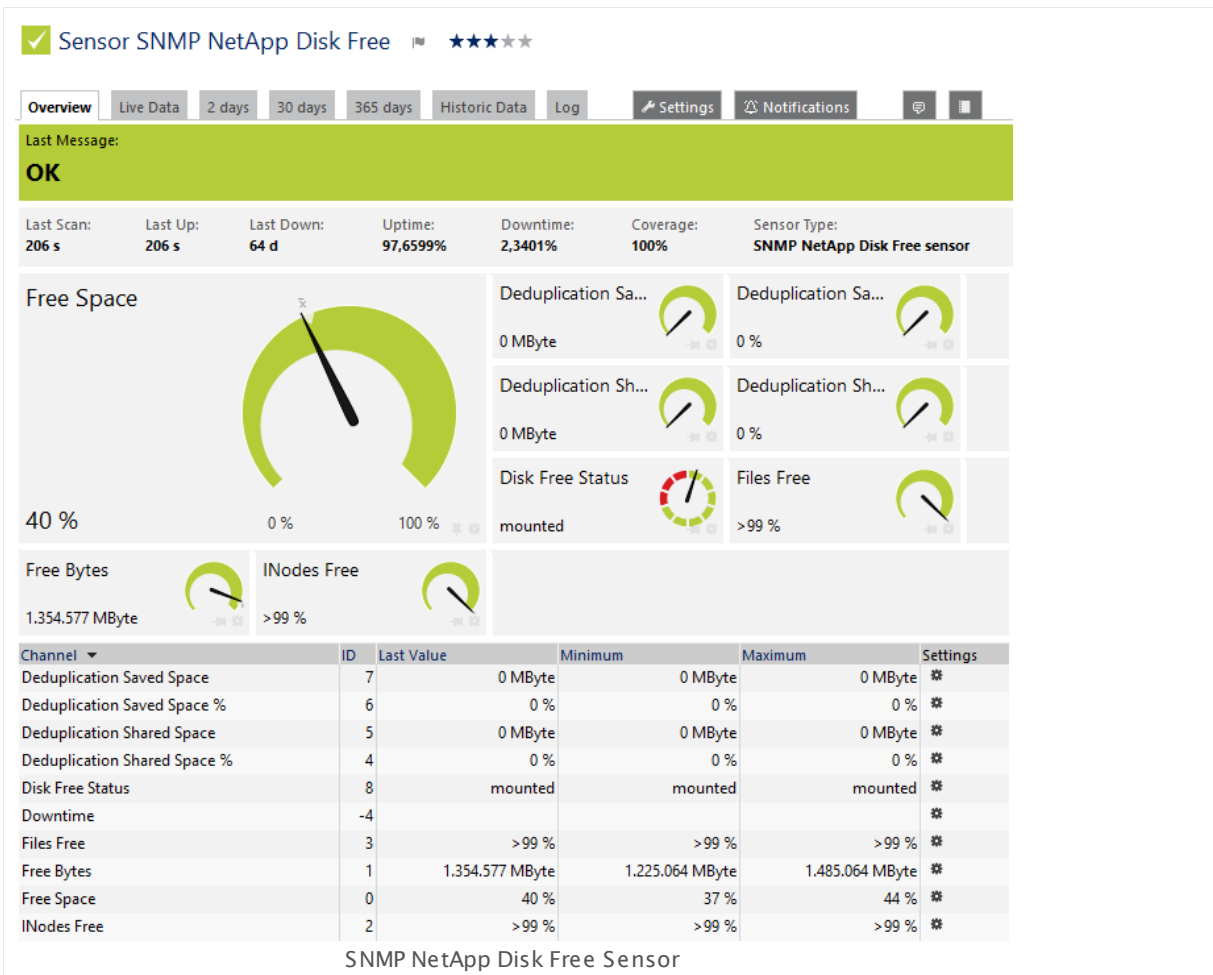 Sensor SNMP NetApp Disk Free
Overview Live Data 2 days 30 days 365 days Historic Data Log Settings Notifications
Last Message:
OK
Last Scan: Last Up: Last Down: Uptime: Downtime: Coverage: Sensor Type:
206 s 206 s 64 d 97,6599% 2,3401% 100% SNMP NetApp Disk Free sensor
Free Space
x
40 % 0 % 100 %
Deduplication Sa...
0 MByte
Deduplication Sa...
0 %
Deduplication Sh...
0 MByte
Deduplication Sh...
0 %
Disk Free Status
mounted
Files Free
>99 %
Free Bytes
1.354.577 MByte
INodes Free
>99 %
Channel ID Last Value Minimum Maximum Settings
Deduplication Saved Space 7 0 MByte 0 MByte 0 MByte
Deduplication Saved Space % 6 0 % 0 % 0 %
Deduplication Shared Space 5 0 MByte 0 MByte 0 MByte
Deduplication Shared Space % 4 0 % 0 % 0 %
Disk Free Status 8 mounted mounted mounted
Downtime -4
Files Free 3 >99 % >99 % >99 %
Free Bytes 1 1.354.577 MByte 1.225.064 MByte 1.485.064 MByte
Free Space 0 40 % 37 % 44 %
INodes Free 2 >99 % >99 % >99 %
SNMP NetApp Disk Free Sensor